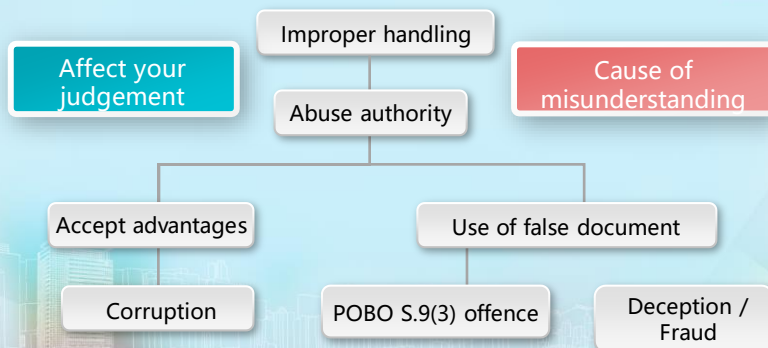 Improper handling
Affect your
judgement
Cause of
misunderstanding
Abuse authority
Accept advantages
Use of false document
Corruption
POBO S.9(3) offence
Deception /
Fraud